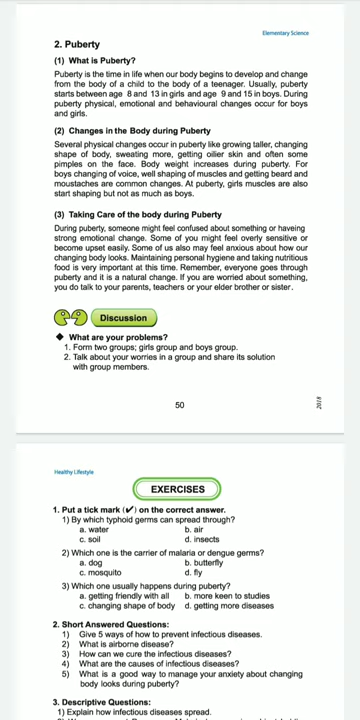 Elementary Science
2. Puberty
(1) What is Puberty?
Puberty is the time in life when our body begins to develop and change
from the body of a child to the body of a teenager. Usually, puberty
starts between age 8 and 13 in girls and age 9 and 15 in boys. During
puberty physical, emotional and behavioural changes occur for boys
and girls.
(2) Changes in the Body during Puberty
Several physical changes occur in puberty like growing taller, changing
shape of body, sweating more, getting oilier skin and often some
pimples on the face. Body weight increases during puberty. For
boys changing of voice, well shaping of muscles and getting beard and
moustaches are common changes. At puberty, girls muscles are also
start shaping but not as much as boys.
(3) Taking Care of the body during Puberty
During puberty, someone might feel confused about something or haveing
strong emotional change. Some of you might feel overly sensitive or
become upset easily. Some of us also may feel anxious about how our
changing body looks. Maintaining personal hygiene and taking nutritious
food is very important at this time. Remember, everyone goes through
puberty and it is a natural change. If you are worried about something,
you do talk to your parents, teachers or your elder brother or sister.
Discussion
❖ What are your problems?
1. Form two groups; girls group and boys group.
2. Talk about your worries in a group and share its solution
with group members.
50
2018
Healthy Lifestyle
EXERCISES
1. Put a tick mark (✔) on the correct answer.
1) By which typhoid germs can spread through?
a. water b. air
c. soil d. insects
2) Which one is the carrier of malaria or dengue germs?
a. dog b. butterfly
c. mosquito d. fly
3) Which one usually happens during puberty?
a. getting friendly with all b. more keen to studies
c. changing shape of body d. getting more diseases
2. Short Answered Questions:
1) Give 5 ways of how to prevent infectious diseases.
2) What is airborne disease?
3) How can we cure the infectious diseases?
4) What are the causes of infectious diseases?
5) What is a good way to manage your anxiety about changing
body looks during puberty?
3. Descriptive Questions:
1) Explain how infectious diseases spread.